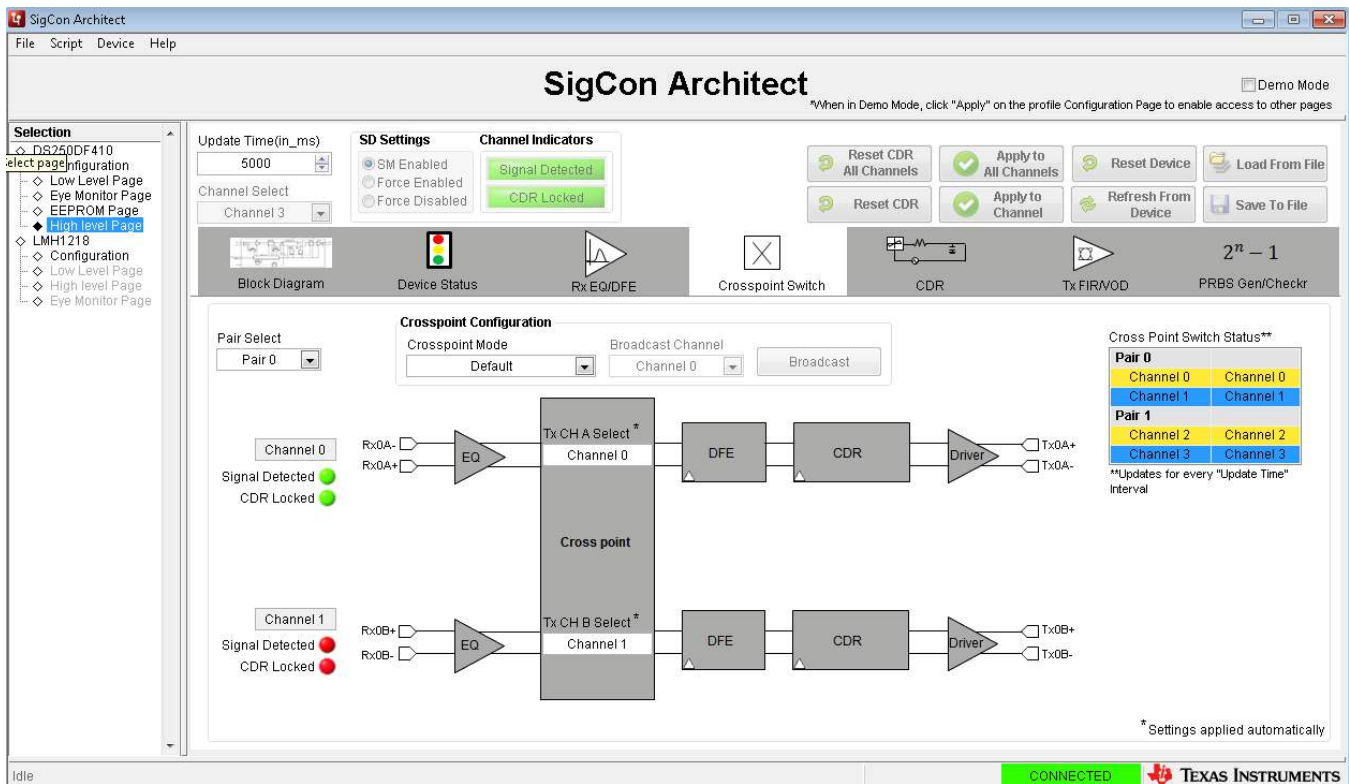 SigCon Architect
File Script Device Help
SigCon Architect
Demo Mode
*When in Demo Mode, click "Apply" on the profile Configuration Page to enable access to other pages
Selection
DS250DF410
Select page
nfiguration
Low Level Page
Eye Monitor Page
EEPROM Page
High level Page
LMH1218
Configuration
Low Level Page
High level Page
Eye Monitor Page
Update Time(in_ms)
5000
Channel Select
Channel 3
SD Settings
SM Enabled
Force Enabled
Force Disabled
Channel Indicators
Signal Detected
CDR Locked
Reset CDR
All Channels
Apply to
All Channels
Reset Device
Load From File
Reset CDR
Apply to
Channel
Refresh From
Device
Save To File
Block Diagram
Device Status
Rx EQ/DFE
Crosspoint Switch
CDR
Tx FIR/VOD
2ⁿ − 1
PRBS Gen/Checkr
Pair Select
Pair 0
Crosspoint Configuration
Crosspoint Mode
Default
Broadcast Channel
Channel 0
Broadcast
Cross Point Switch Status**
Pair 0
Channel 0 Channel 0
Channel 1 Channel 1
Pair 1
Channel 2 Channel 2
Channel 3 Channel 3
**Updates for every "Update Time"
Interval
Channel 0
Signal Detected
CDR Locked
Rx0A-
Rx0A+
EQ
Tx CH A Select *
Channel 0
DFE
CDR
Driver
Tx0A+
Tx0A-
Cross point
Channel 1
Signal Detected
CDR Locked
Rx0B+
Rx0B-
EQ
Tx CH B Select *
Channel 1
DFE
CDR
Driver
Tx0B+
Tx0B-
* Settings applied automatically
Idle
CONNECTED
TEXAS INSTRUMENTS